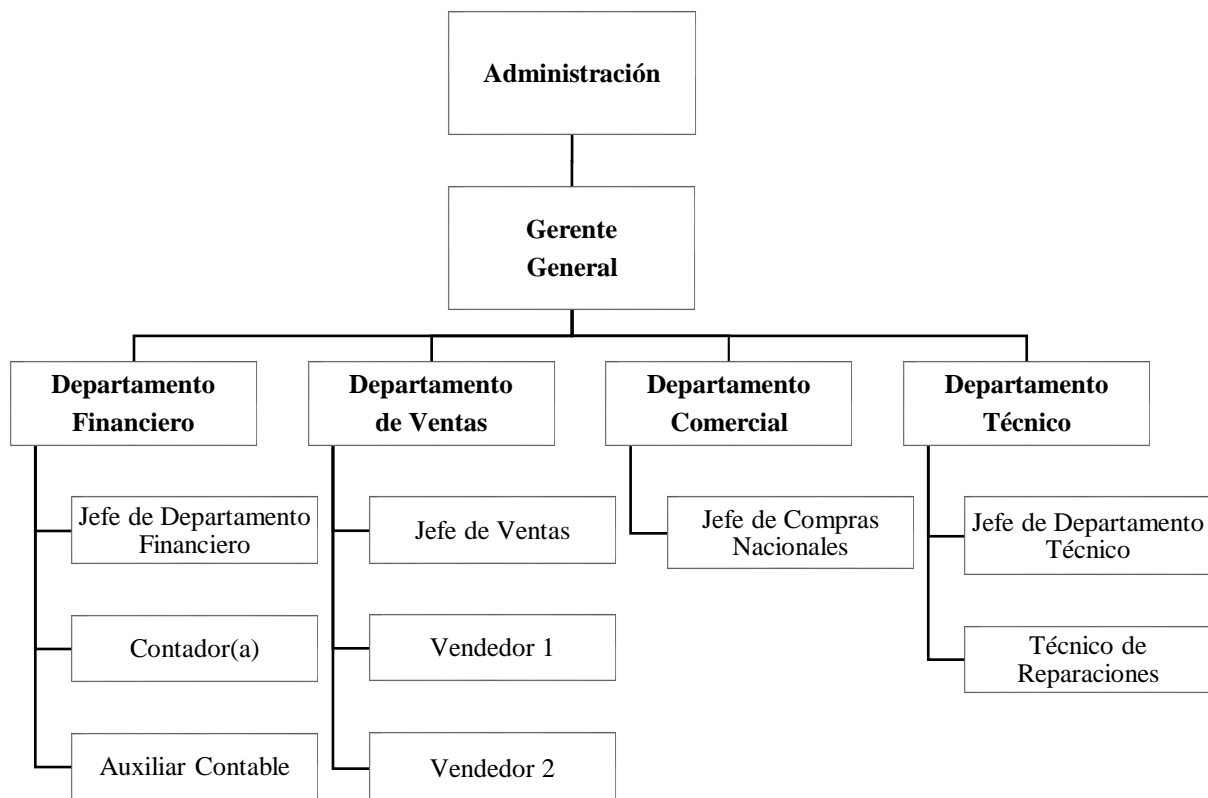 Administración
Gerente
General
Departamento
Financiero
Departamento
de Ventas
Departamento
Comercial
Departamento
Técnico
Jefe de Departamento
Financiero
Jefe de Ventas
Jefe de Compras
Nacionales
Jefe de Departamento
Técnico
Contador(a)
Vendedor 1
Técnico de
Reparaciones
Auxiliar Contable
Vendedor 2